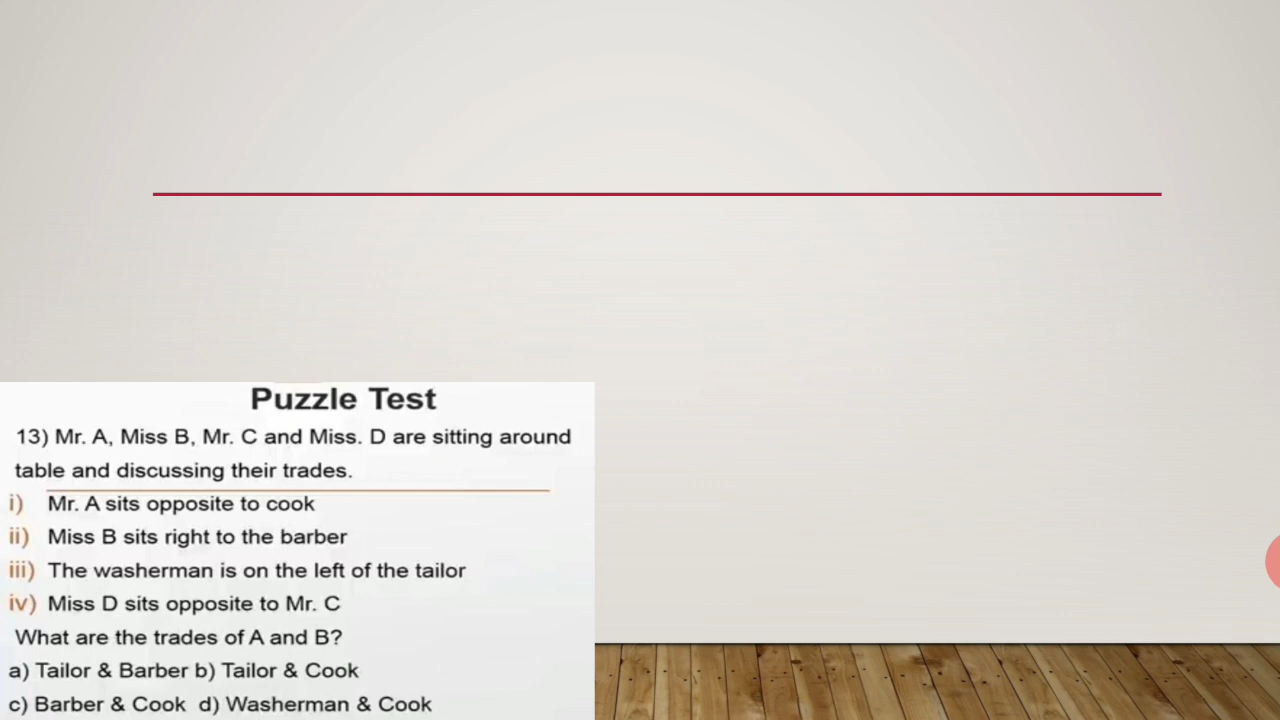 Puzzle Test
13) Mr. A, Miss B, Mr. C and Miss. D are sitting around
table and discussing their trades.
i) Mr. A sits opposite to cook
ii) Miss B sits right to the barber
iii) The washerman is on the left of the tailor
iv) Miss D sits opposite to Mr. C
What are the trades of A and B?
a) Tailor & Barber b) Tailor & Cook
c) Barber & Cook d) Washerman & Cook